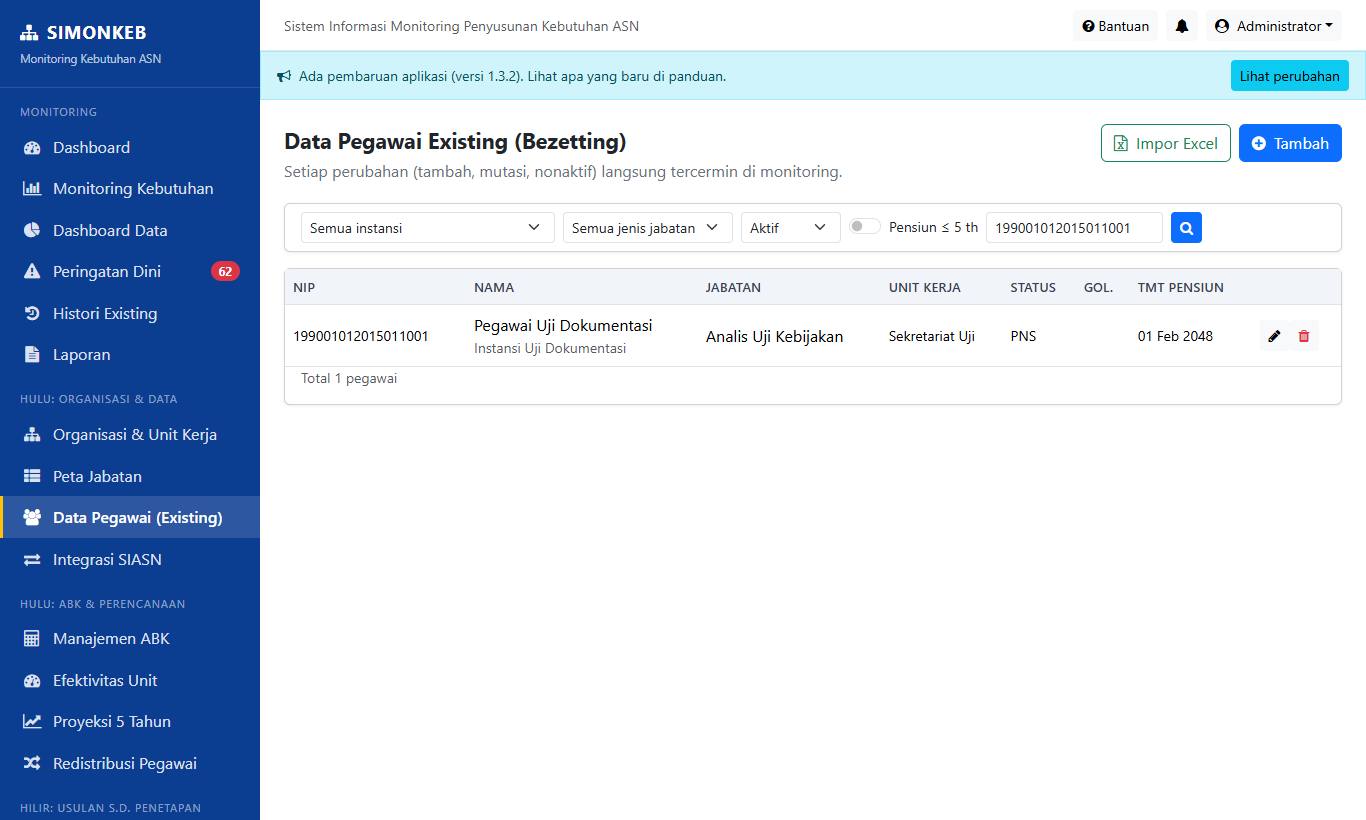 SIMONKEB
Monitoring Kebutuhan ASN
MONITORING
Dashboard
Monitoring Kebutuhan
Dashboard Data
Peringatan Dini 62
Histori Existing
Laporan
HULU: ORGANISASI & DATA
Organisasi & Unit Kerja
Peta Jabatan
Data Pegawai (Existing)
Integrasi SIASN
HULU: ABK & PERENCANAAN
Manajemen ABK
Efektivitas Unit
Proyeksi 5 Tahun
Redistribusi Pegawai
HILIR: USULAN S.D. PENETAPAN
Sistem Informasi Monitoring Penyusunan Kebutuhan ASN Bantuan Administrator
Ada pembaruan aplikasi (versi 1.3.2). Lihat apa yang baru di panduan. Lihat perubahan
Data Pegawai Existing (Bezetting) Impor Excel Tambah
Setiap perubahan (tambah, mutasi, nonaktif) langsung tercermin di monitoring.
Semua instansi Semua jenis jabatan Aktif Pensiun ≤ 5 th 199001012015011001
NIP NAMA JABATAN UNIT KERJA STATUS GOL. TMT PENSIUN
199001012015011001 Pegawai Uji Dokumentasi Analis Uji Kebijakan Sekretariat Uji PNS 01 Feb 2048
Instansi Uji Dokumentasi
Total 1 pegawai